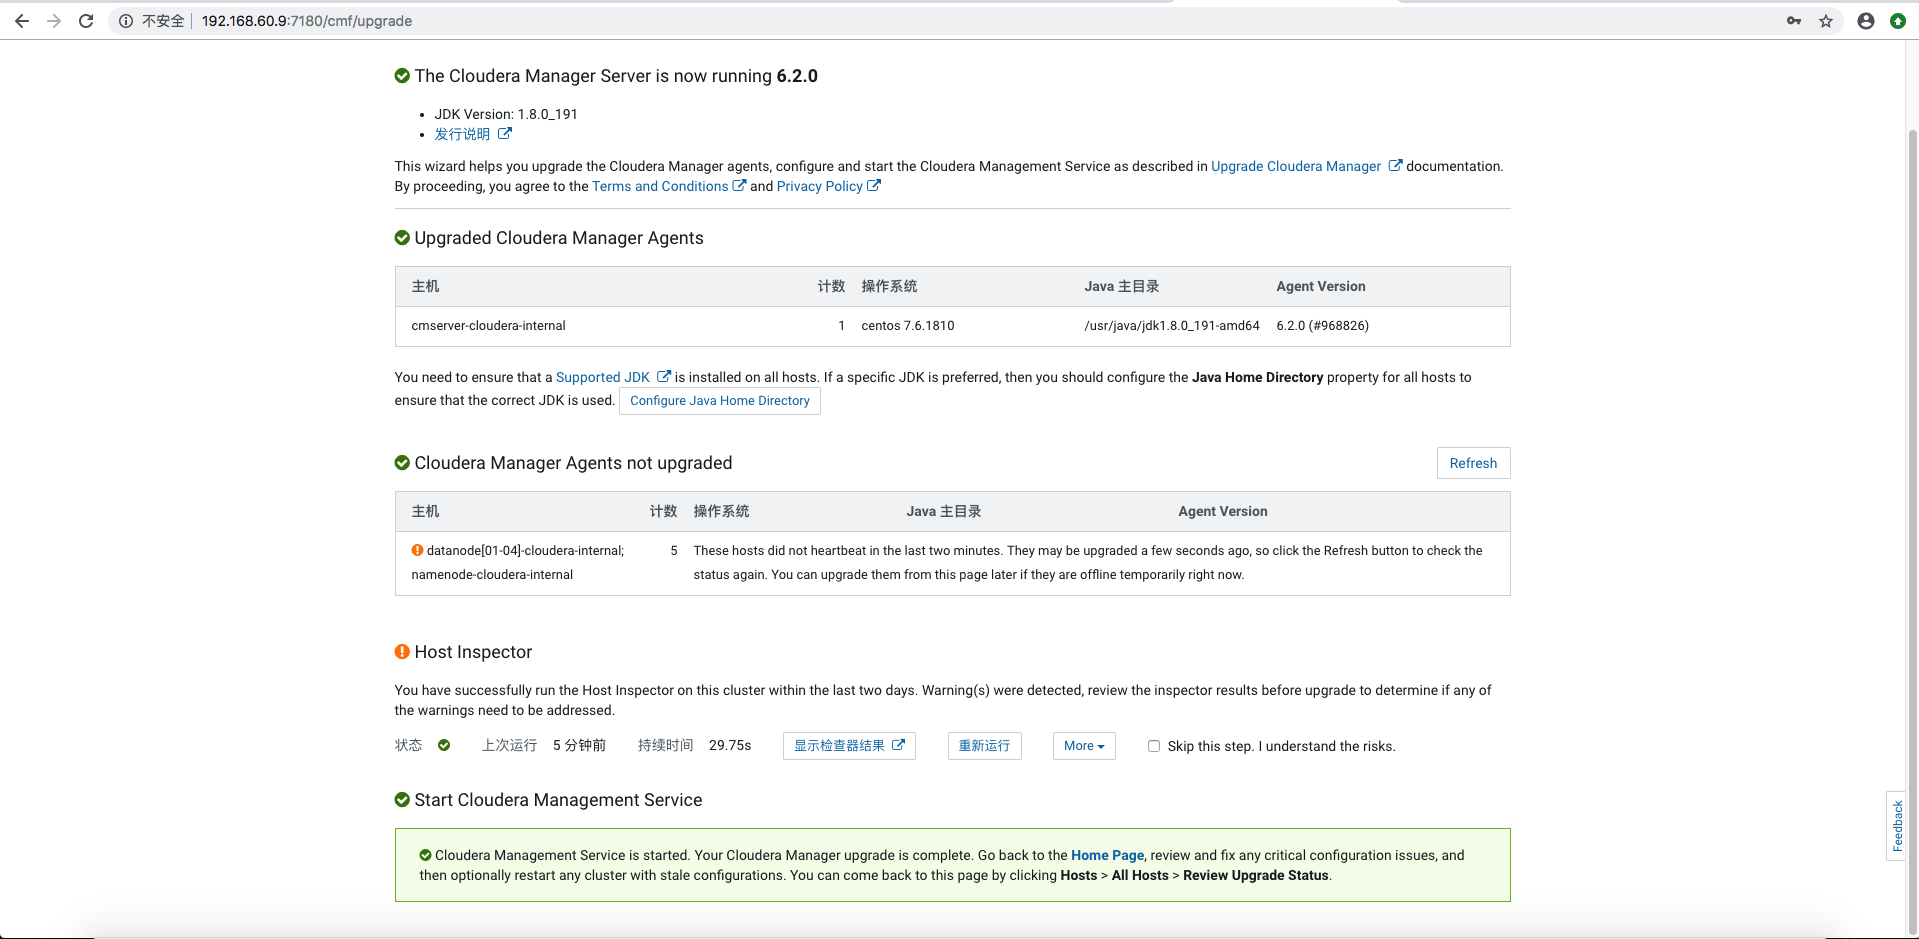 不安全 192.168.60.9:7180/cmf/upgrade
The Cloudera Manager Server is now running 6.2.0
• JDK Version: 1.8.0_191
• 发行说明
This wizard helps you upgrade the Cloudera Manager agents, configure and start the Cloudera Management Service as described in Upgrade Cloudera Manager documentation.
By proceeding, you agree to the Terms and Conditions and Privacy Policy
Upgraded Cloudera Manager Agents
主机 计数 操作系统 Java 主目录 Agent Version
cmserver-cloudera-internal 1 centos 7.6.1810 /usr/java/jdk1.8.0_191-amd64 6.2.0 (#968826)
You need to ensure that a Supported JDK is installed on all hosts. If a specific JDK is preferred, then you should configure the Java Home Directory property for all hosts to
ensure that the correct JDK is used. Configure Java Home Directory
Cloudera Manager Agents not upgraded Refresh
主机 计数 操作系统 Java 主目录 Agent Version
datanode[01-04]-cloudera-internal; 5 These hosts did not heartbeat in the last two minutes. They may be upgraded a few seconds ago, so click the Refresh button to check the
namenode-cloudera-internal status again. You can upgrade them from this page later if they are offline temporarily right now.
Host Inspector
You have successfully run the Host Inspector on this cluster within the last two days. Warning(s) were detected, review the inspector results before upgrade to determine if any of
the warnings need to be addressed.
状态 上次运行 5 分钟前 持续时间 29.75s 显示检查器结果 重新运行 More Skip this step. I understand the risks.
Start Cloudera Management Service
Cloudera Management Service is started. Your Cloudera Manager upgrade is complete. Go back to the Home Page, review and fix any critical configuration issues, and
then optionally restart any cluster with stale configurations. You can come back to this page by clicking Hosts > All Hosts > Review Upgrade Status.
Feedback